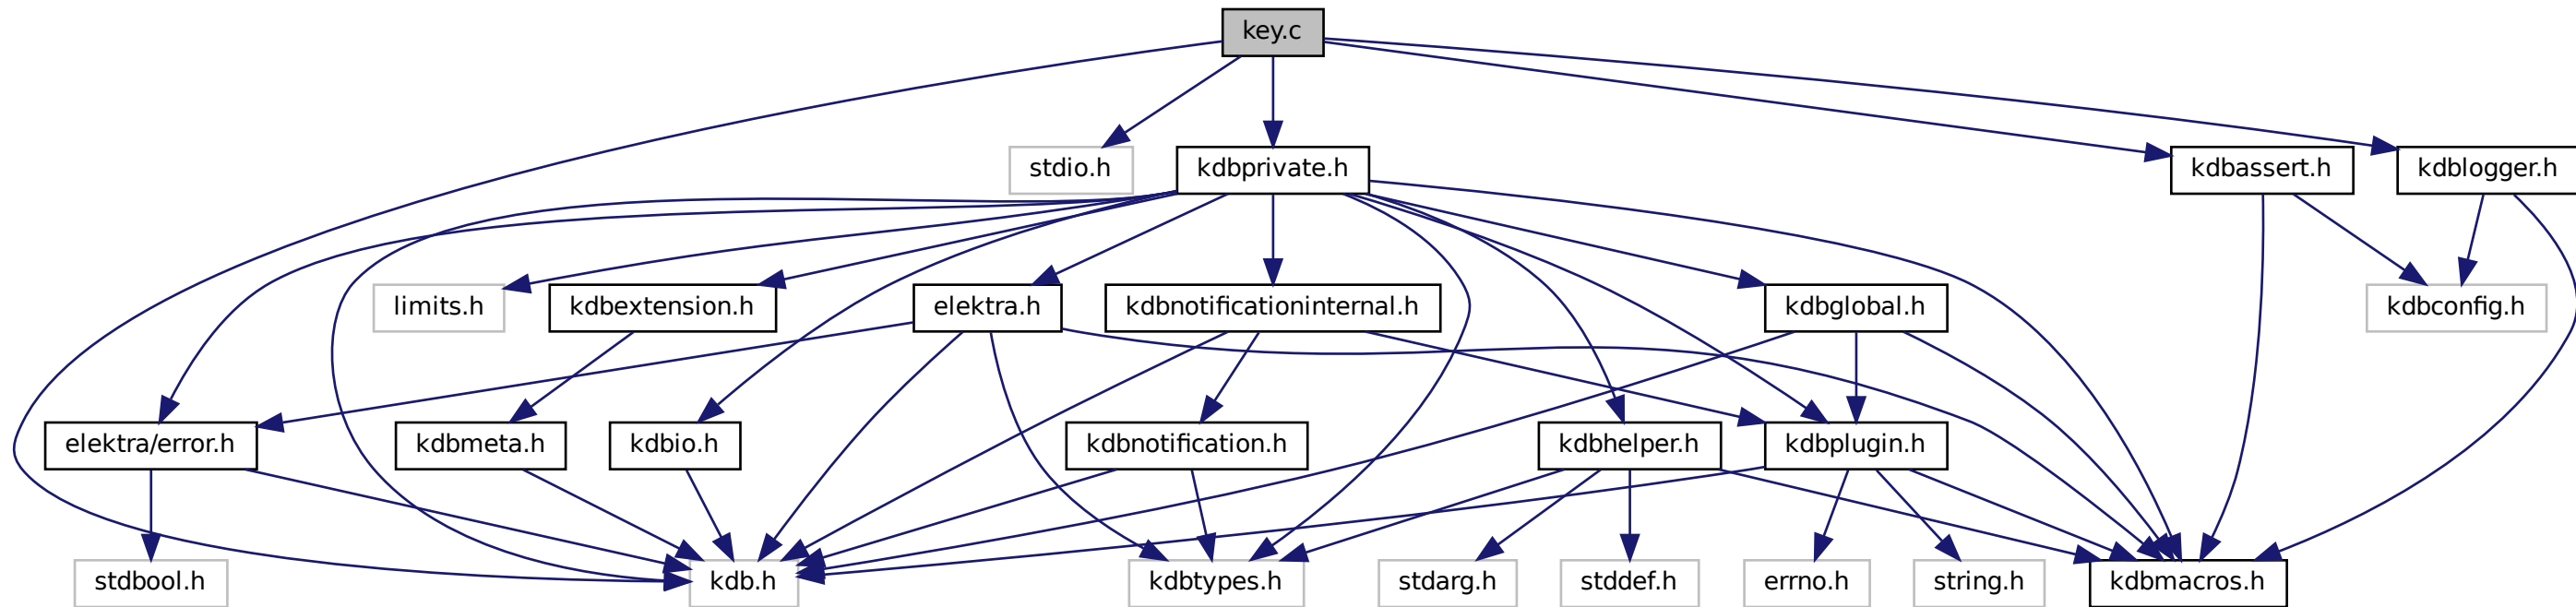 key.c
stdio.h
kdbprivate.h
kdbassert.h
kdblogger.h
limits.h
kdbextension.h
elektra.h
kdbnotificationinternal.h
kdbglobal.h
kdbconfig.h
elektra/error.h
kdbmeta.h
kdbio.h
kdbnotification.h
kdbhelper.h
kdbplugin.h
stdbool.h
kdb.h
kdbtypes.h
stdarg.h
stddef.h
errno.h
string.h
kdbmacros.h